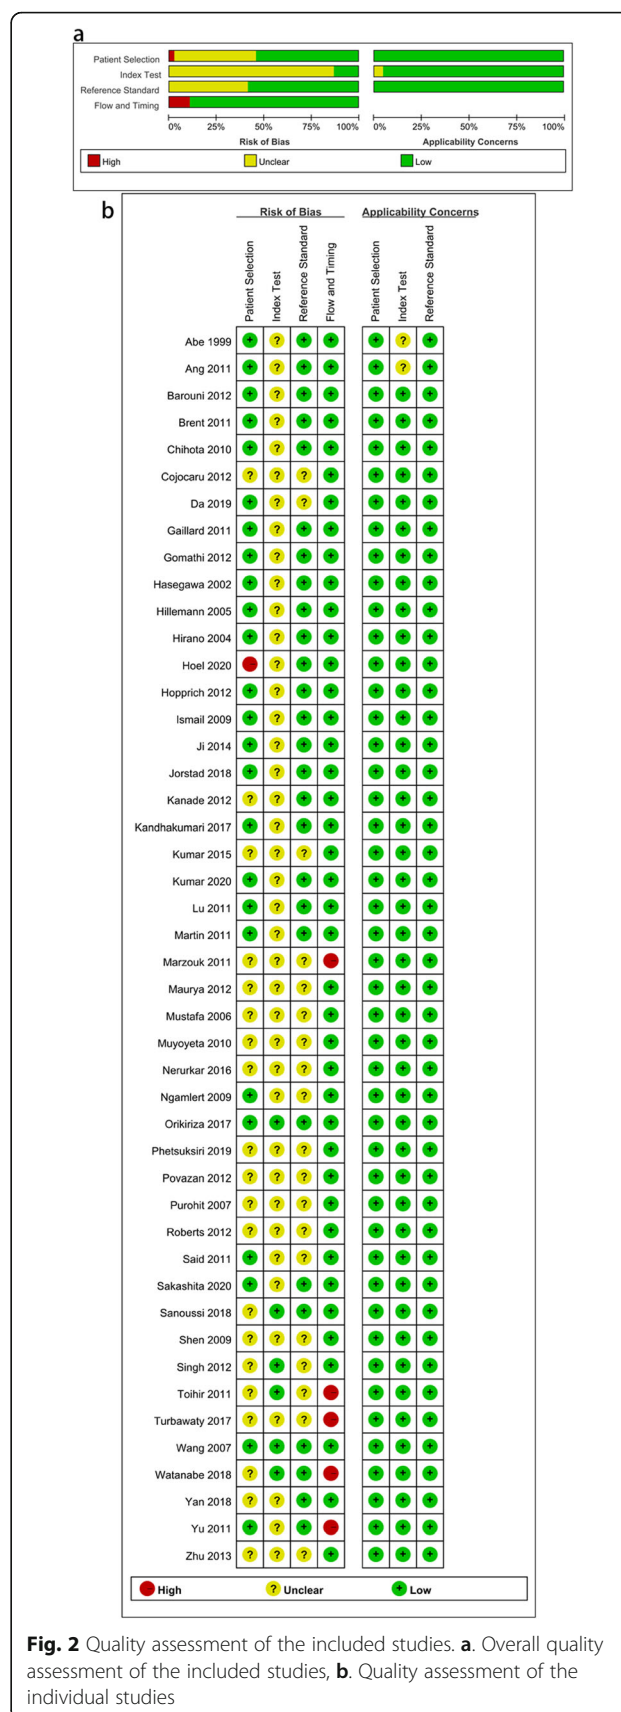 a
Patient Selection
Index Test
Reference Standard
Flow and Timing
0% 25% 50% 75% 100% 0% 25% 50% 75% 100%
Risk of Bias Applicability Concerns
High Unclear Low
b
Risk of Bias Applicability Concerns
Patient Selection Index Test Reference Standard Flow and Timing Patient Selection Index Test Reference Standard
Abe 1999 + ? + + + ? +
Ang 2011 + ? + + + ? +
Barouni 2012 + ? + + + + +
Brent 2011 + ? + + + + +
Chihota 2010 + ? + + + + +
Cojocaru 2012 ? ? ? + + + +
Da 2019 + ? ? + + + +
Gaillard 2011 + ? + + + + +
Gomathi 2012 + ? + + + + +
Hasegawa 2002 + ? + + + + +
Hillemann 2005 + ? + + + + +
Hirano 2004 + ? + + + + +
Hoel 2020 – ? + + + + +
Hopprich 2012 + ? + + + + +
Ismail 2009 + ? + + + + +
Ji 2014 + ? + + + + +
Jorstad 2018 + ? + + + + +
Kanade 2012 ? ? + + + + +
Kandhakumari 2017 + ? + + + + +
Kumar 2015 ? ? ? + + + +
Kumar 2020 + ? + + + + +
Lu 2011 + ? + + + + +
Martin 2011 + ? + + + + +
Marzouk 2011 ? ? ? – + + +
Maurya 2012 ? ? ? + + + +
Mustafa 2006 ? ? ? + + + +
Muyoyeta 2010 ? ? ? + + + +
Nerurkar 2016 ? ? ? + + + +
Ngamlert 2009 + ? ? + + + +
Orikiriza 2017 + + + + + + +
Phetsuksiri 2019 ? ? ? + + + +
Povazan 2012 ? ? ? + + + +
Purohit 2007 ? ? ? + + + +
Roberts 2012 ? ? ? + + + +
Said 2011 + ? ? + + + +
Sakashita 2020 + ? + + + + +
Sanoussi 2018 ? + + + + + +
Shen 2009 ? ? ? + + + +
Singh 2012 ? + ? + + + +
Toihir 2011 ? + ? – + + +
Turbawaty 2017 ? ? ? – + + +
Wang 2007 + + + + + + +
Watanabe 2018 ? + + – + + +
Yan 2018 ? ? + + + + +
Yu 2011 + ? + – + + +
Zhu 2013 ? ? ? + + + +
– High ? Unclear + Low
Fig. 2 Quality assessment of the included studies. a. Overall quality
assessment of the included studies, b. Quality assessment of the
individual studies